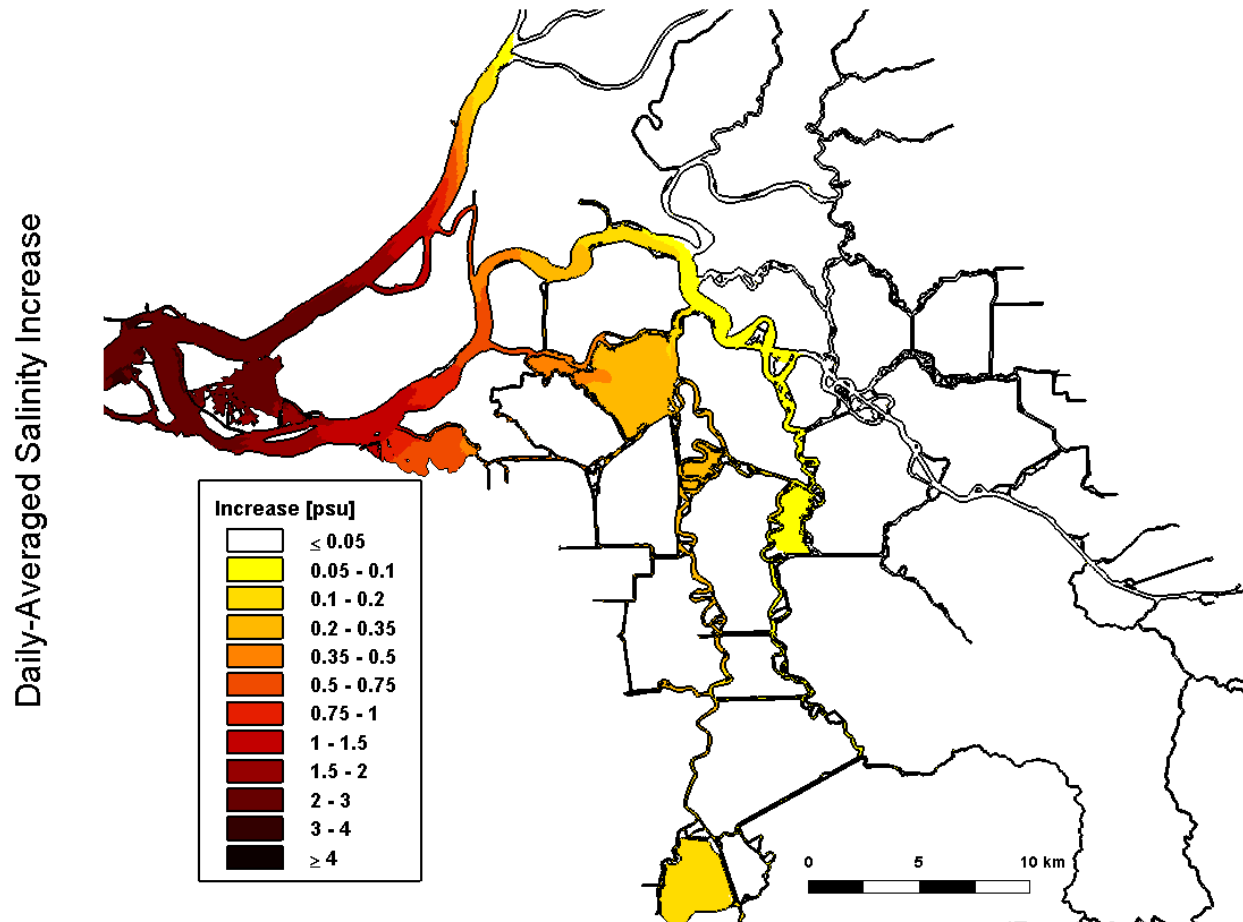 Daily-Averaged Salinity Increase
Increase [psu]
≤ 0.05
0.05 - 0.1
0.1 - 0.2
0.2 - 0.35
0.35 - 0.5
0.5 - 0.75
0.75 - 1
1 - 1.5
1.5 - 2
2 - 3
3 - 4
≥ 4
0 5 10 km